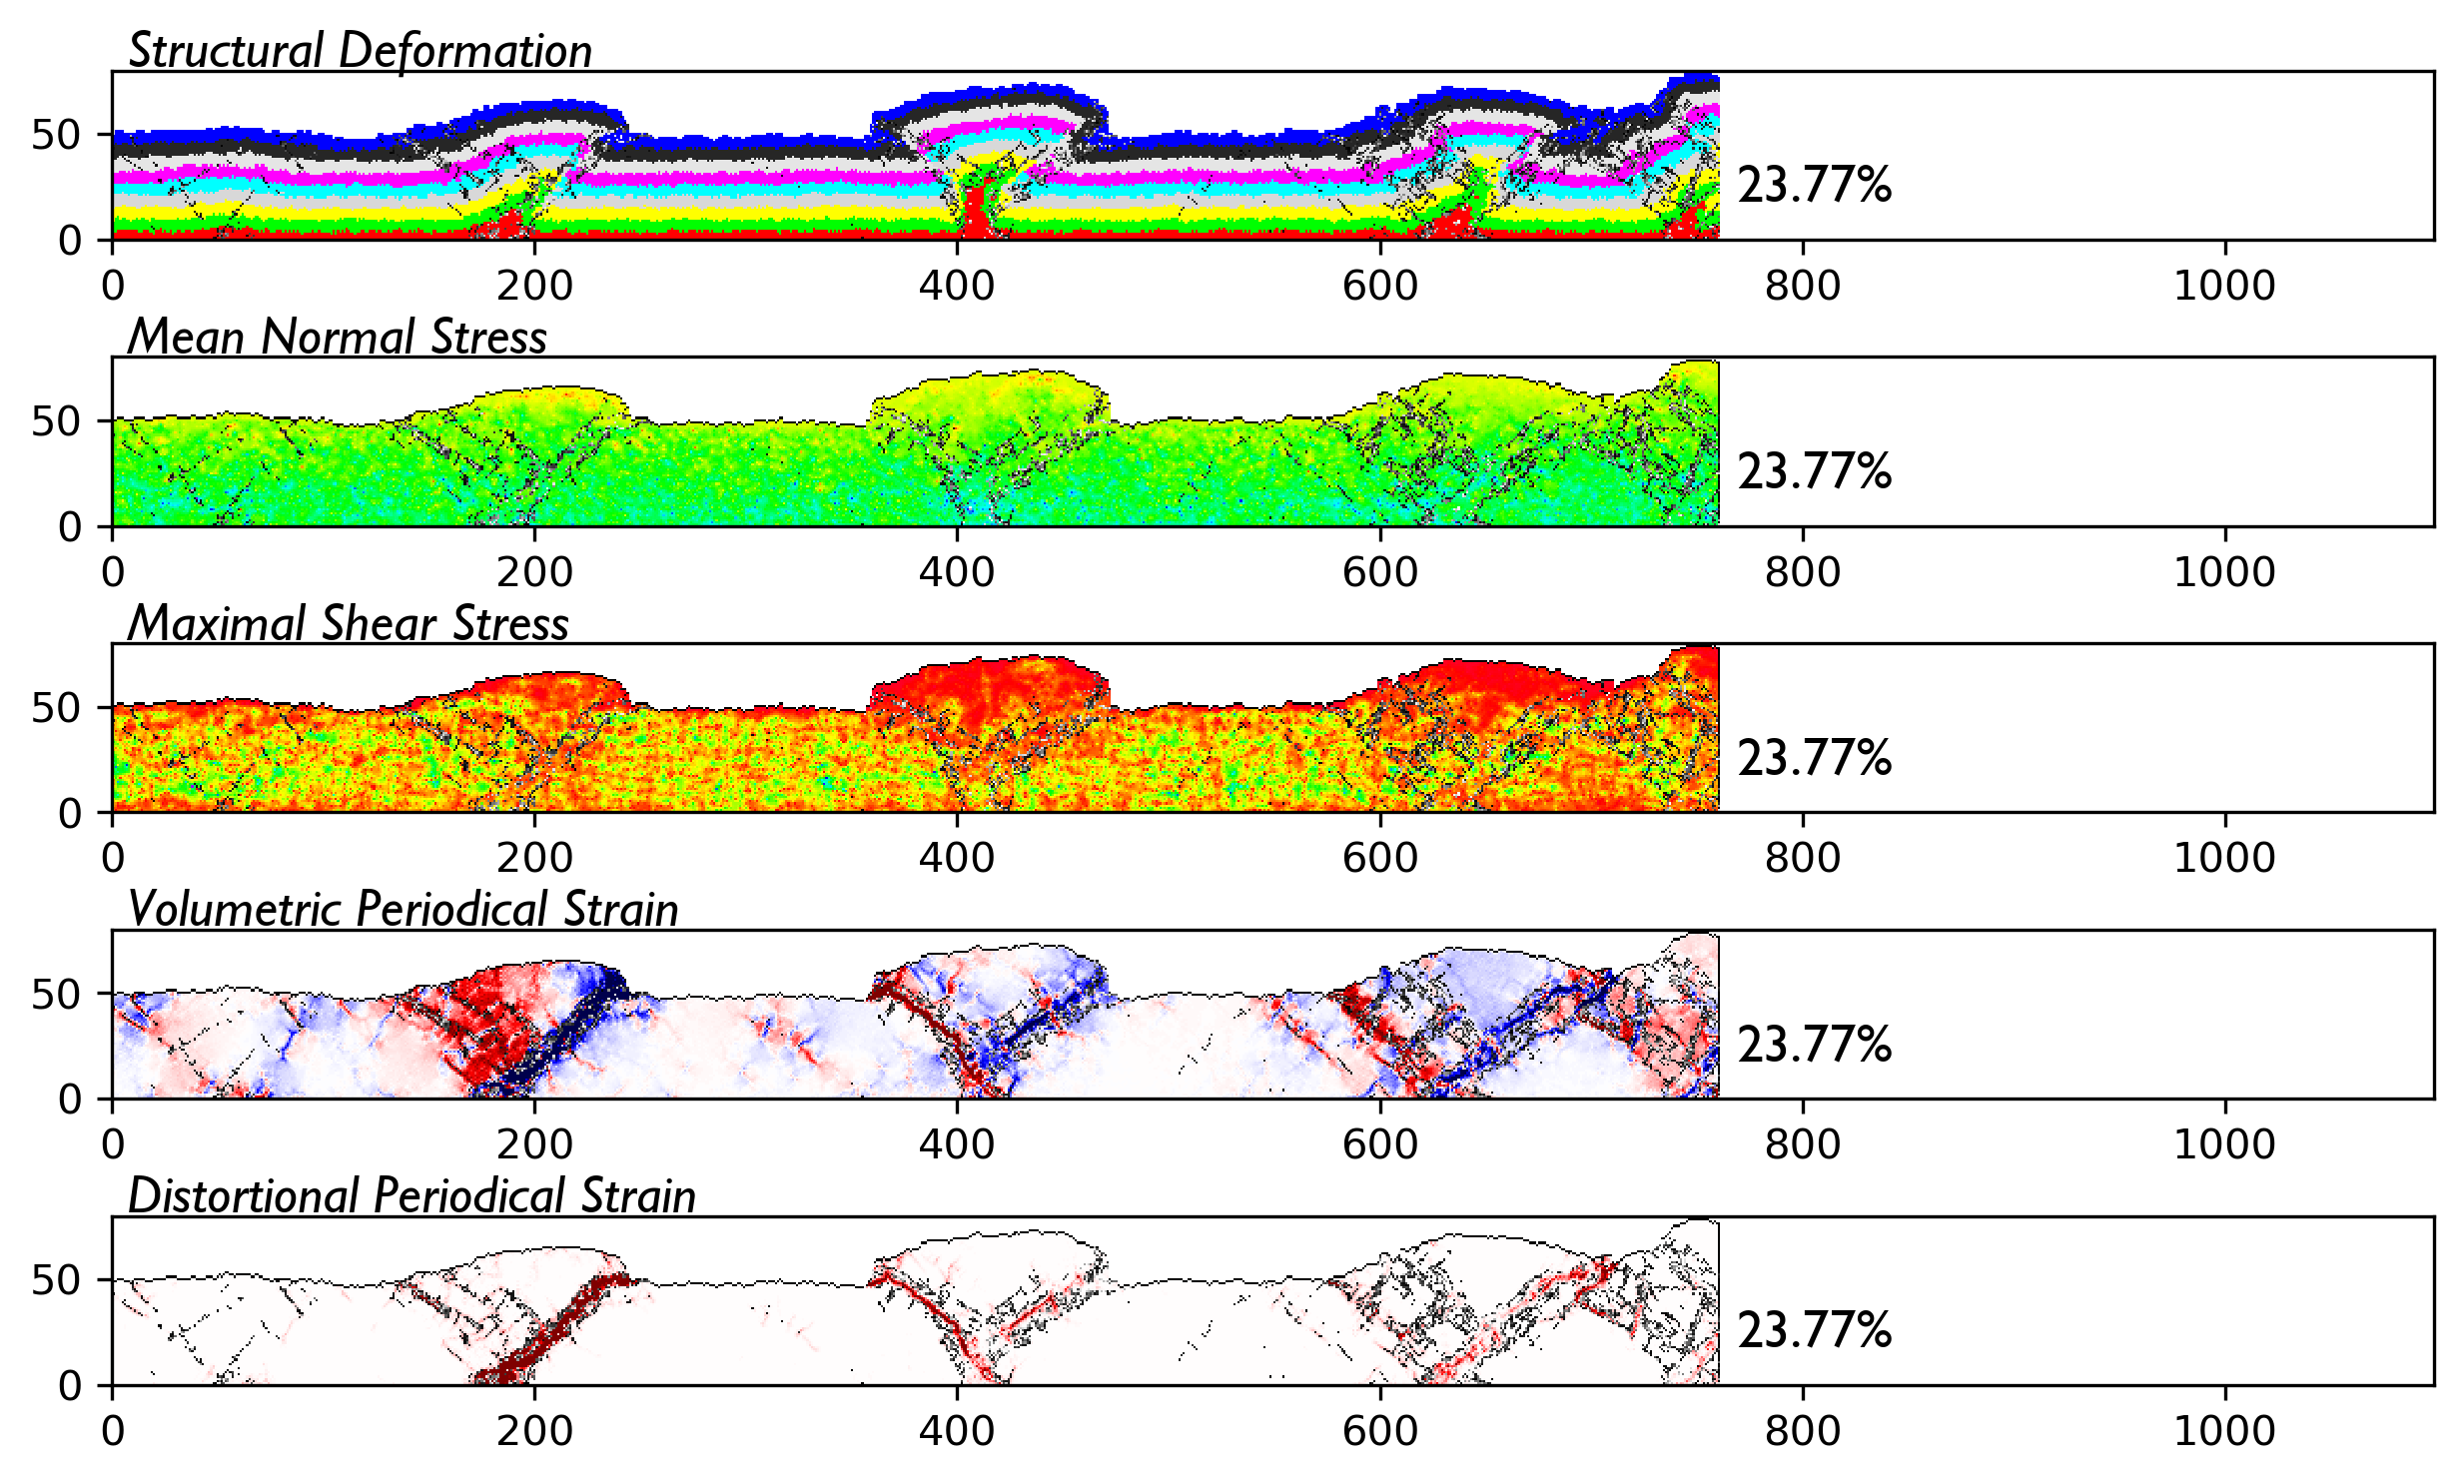 Structural Deformation
50
0
23.77%
0 200 400 600 800 1000
Mean Normal Stress
50
0
23.77%
0 200 400 600 800 1000
Maximal Shear Stress
50
0
23.77%
0 200 400 600 800 1000
Volumetric Periodical Strain
50
0
23.77%
0 200 400 600 800 1000
Distortional Periodical Strain
50
0
23.77%
0 200 400 600 800 1000